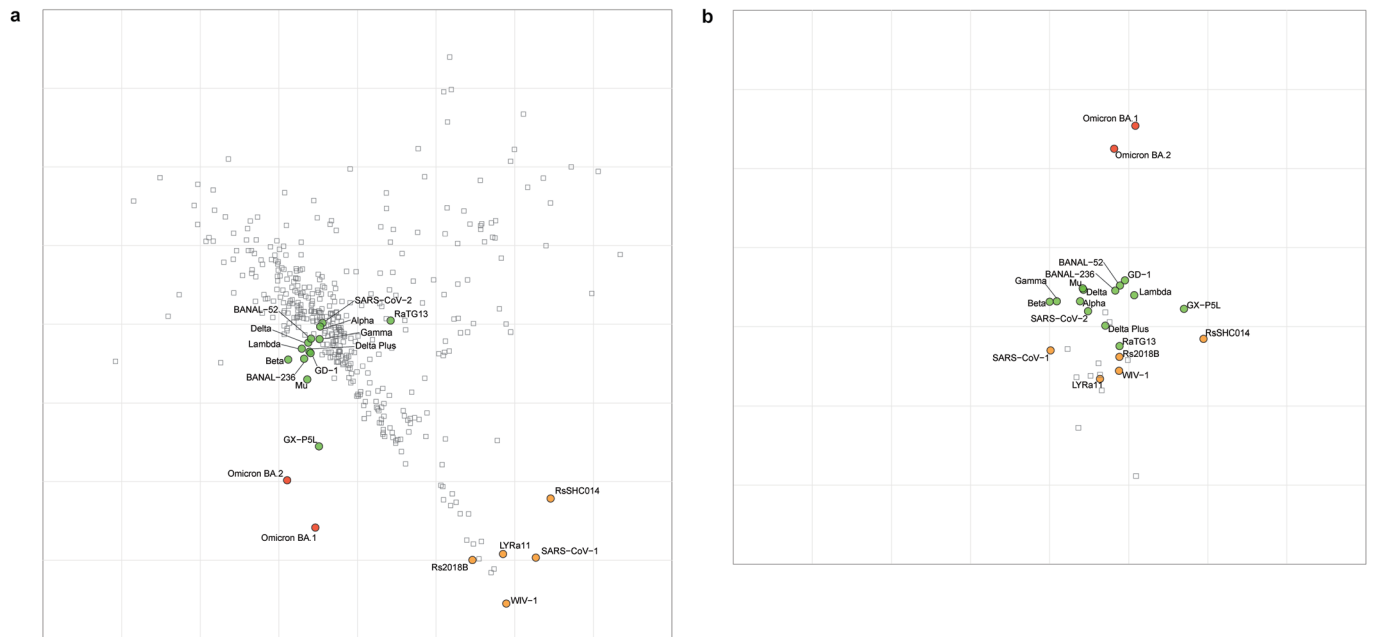 a
BANAL-52
SARS-CoV-2
RaTG13
Delta
Alpha
Gamma
Lambda
Delta Plus
Beta
BANAL-236
GD-1
Mu
GX-P5L
Omicron BA.2
Omicron BA.1
RsSHC014
LYRa11
SARS-CoV-1
Rs2018B
WIV-1
b
Omicron BA.1
Omicron BA.2
BANAL-52
BANAL-236
GD-1
Gamma
Mu
Delta
Lambda
Beta
Alpha
GX-P5L
SARS-CoV-2
Delta Plus
RsSHC014
RaTG13
SARS-CoV-1
Rs2018B
WIV-1
LYRa11